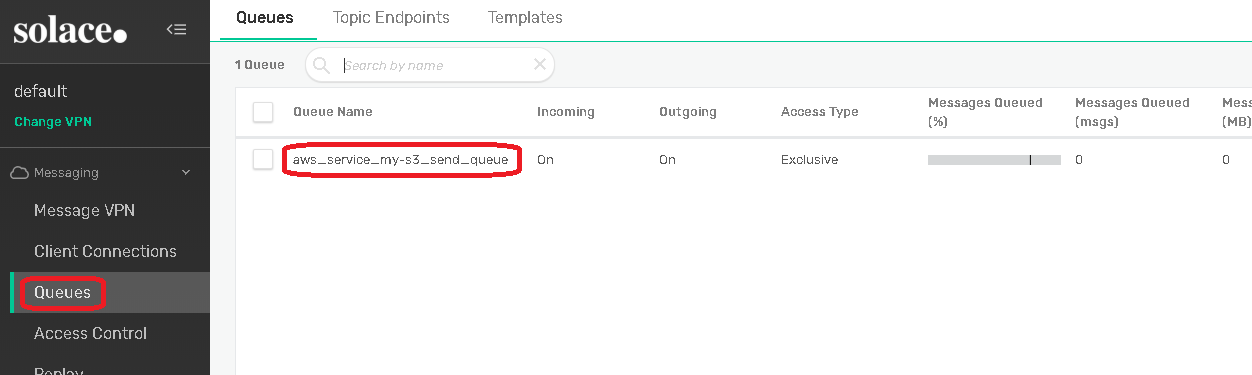 solace.
default
Change VPN
Messaging
Message VPN
Client Connections
Queues
Access Control
Replay
Queues Topic Endpoints Templates
1 Queue Search by name
Queue Name Incoming Outgoing Access Type Messages Queued (%) Messages Queued (msgs) Mess (MB)
aws_service_my-s3_send_queue On On Exclusive 0 0